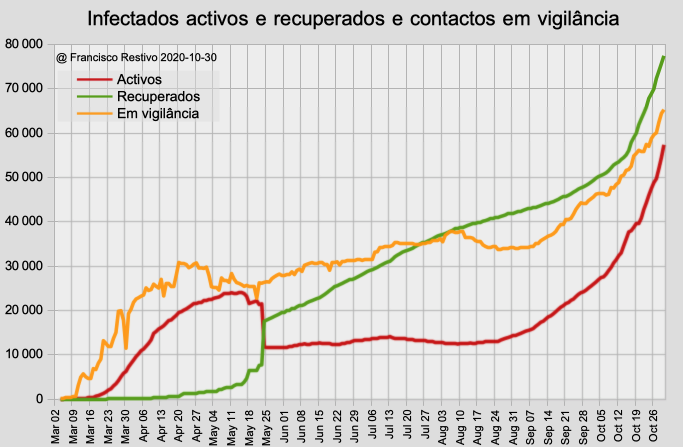 Infectados activos e recuperados e contactos em vigilância
80 000
@ Francisco Restivo 2020-10-30
Activos
70 000
Recuperados
Em vigilância
60 000
50 000
40 000
30 000
20 000
10 000
0
Mar 02
Mar 09
Mar 16
Mar 23
Mar 30
Apr 06
Apr 13
Apr 20
Apr 27
May 04
May 11
May 18
May 25
Jun 01
Jun 08
Jun 15
Jun 22
Jun 29
Jul 06
Jul 13
Jul 20
Jul 27
Aug 03
Aug 10
Aug 17
Aug 24
Aug 31
Sep 07
Sep 14
Sep 21
Sep 28
Oct 05
Oct 12
Oct 19
Oct 26